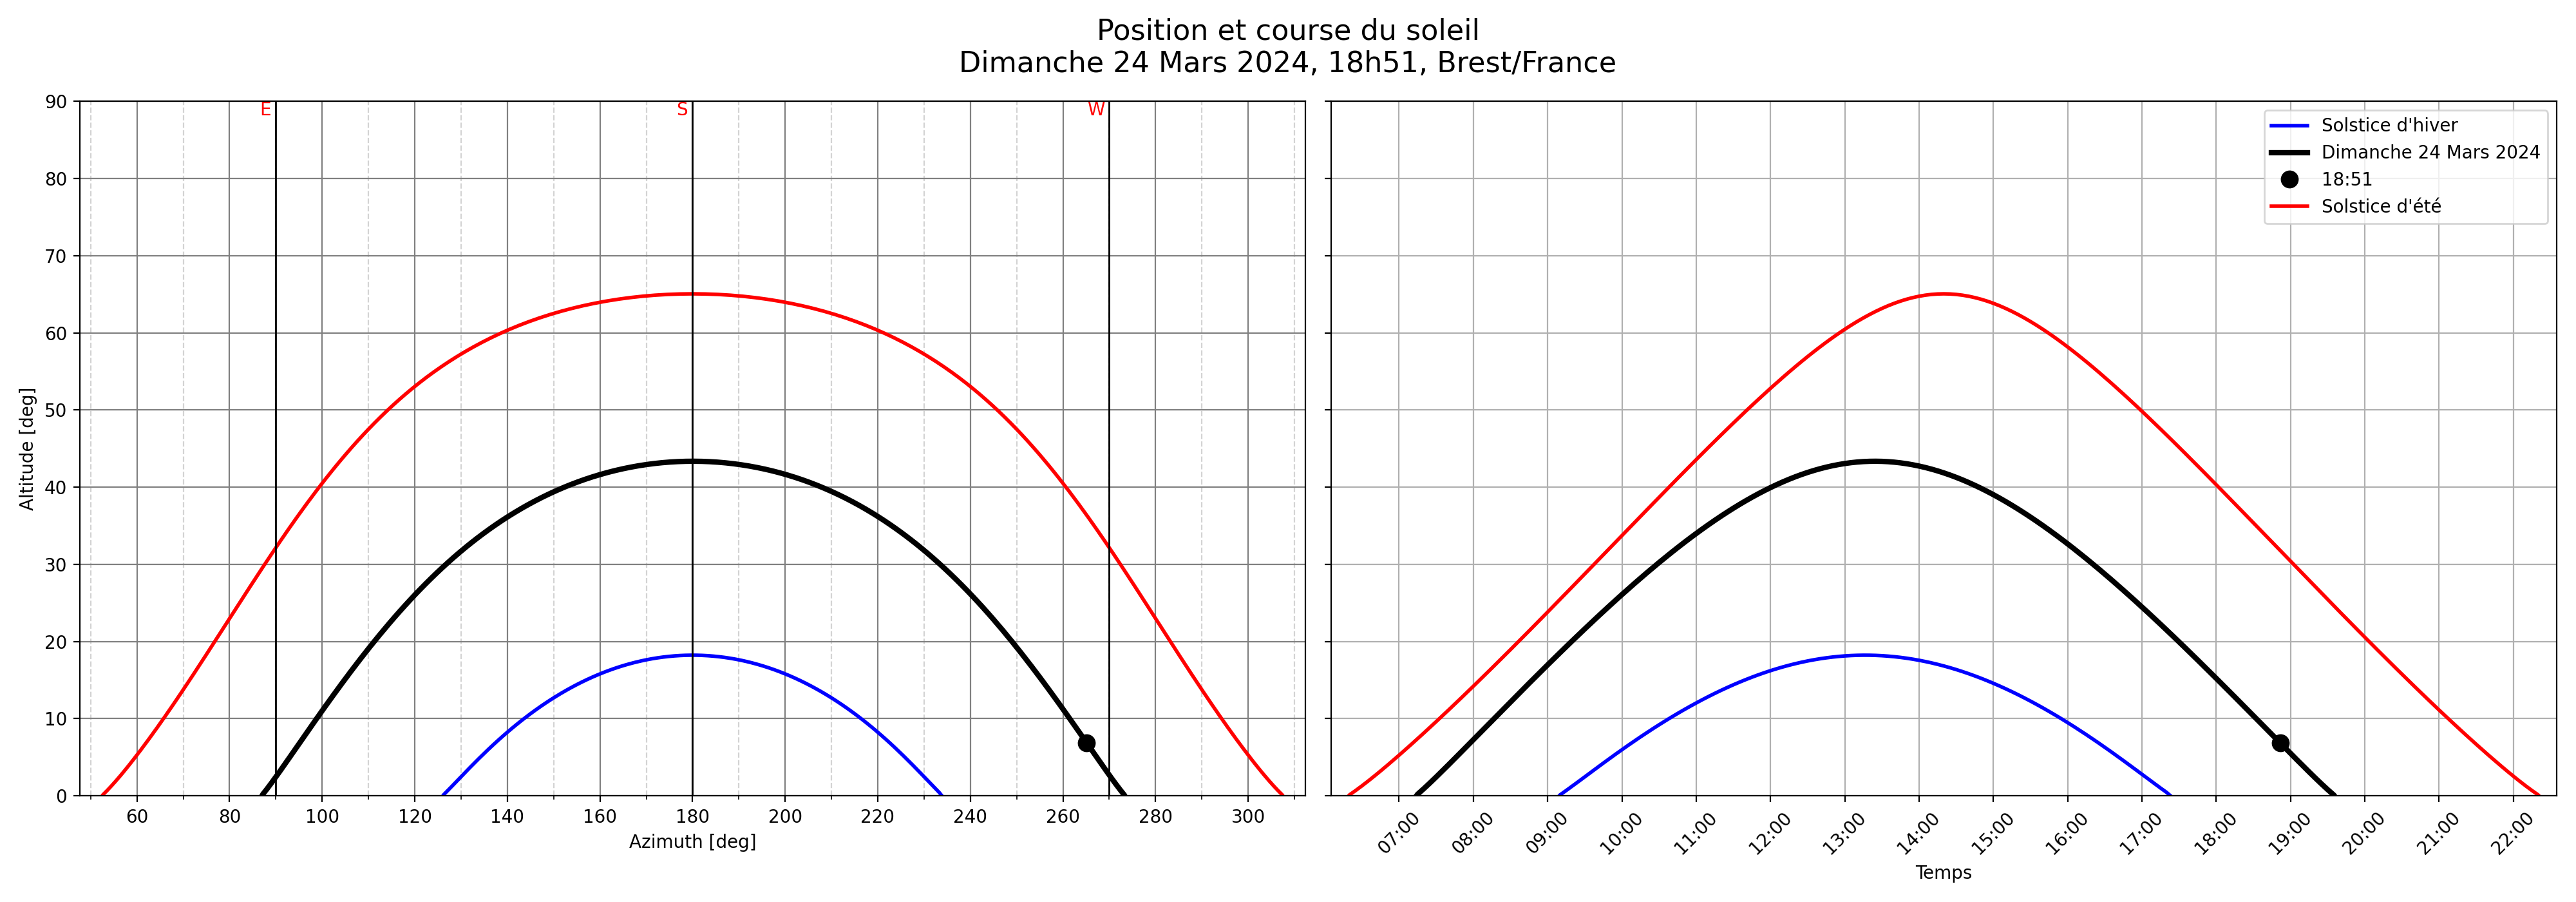 Position et course du soleil
Dimanche 24 Mars 2024, 18h51, Brest/France
E
S
W
90
80
70
60
50
40
30
20
10
0
Altitude [deg]
60 80 100 120 140 160 180 200 220 240 260 280 300
Azimuth [deg]
Solstice d'hiver
Dimanche 24 Mars 2024
18:51
Solstice d'été
07:00 08:00 09:00 10:00 11:00 12:00 13:00 14:00 15:00 16:00 17:00 18:00 19:00 20:00 21:00 22:00
Temps